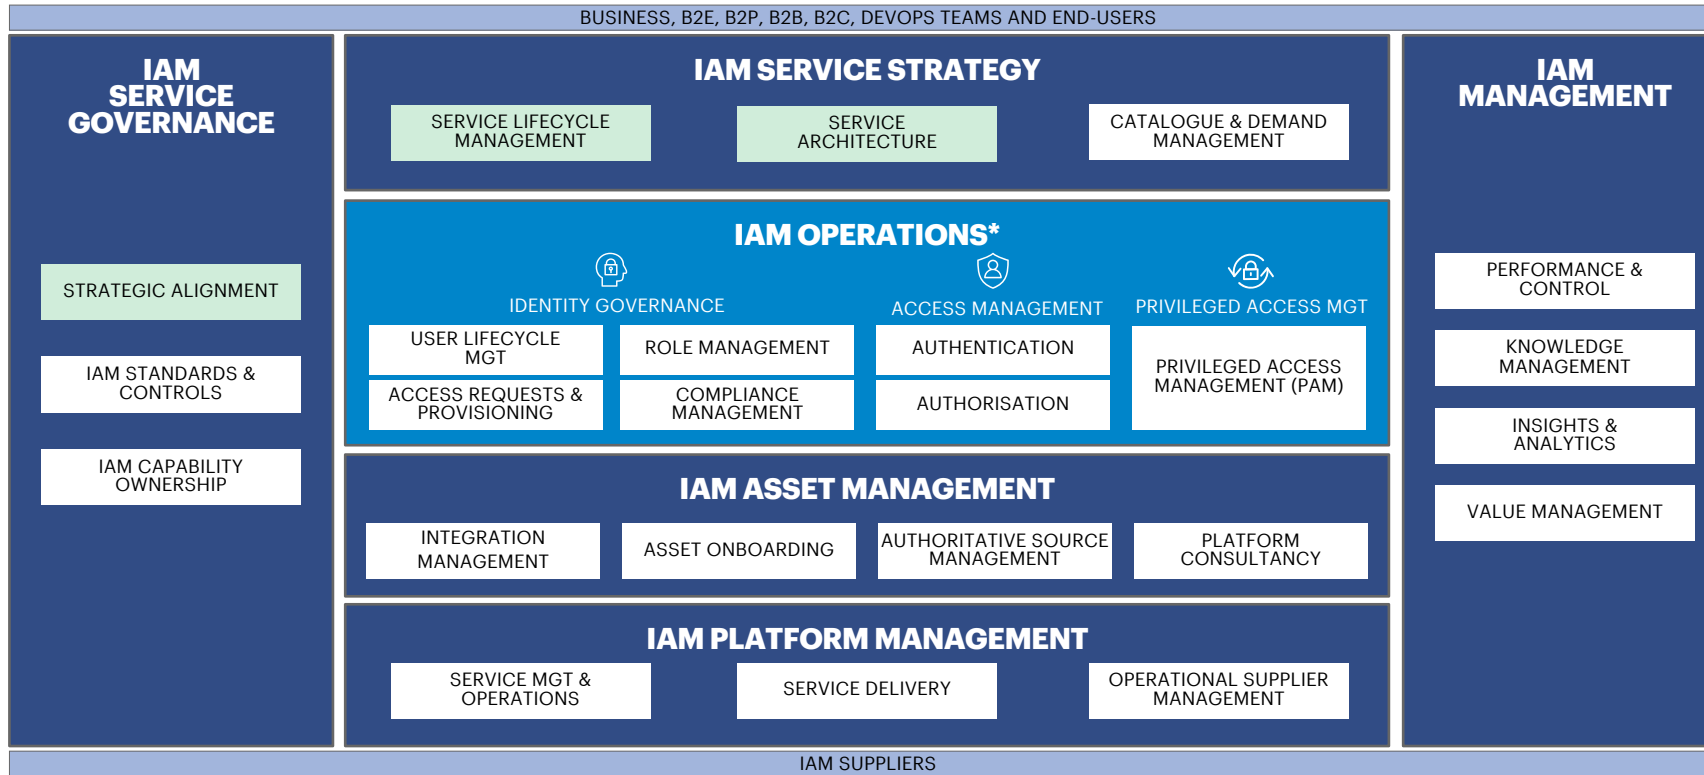 BUSINESS, B2E, B2P, B2B, B2C, DEVOPS TEAMS AND END-USERS
IAM
SERVICE
GOVERNANCE
STRATEGIC ALIGNMENT
IAM STANDARDS &
CONTROLS
IAM CAPABILITY
OWNERSHIP
IAM SERVICE STRATEGY
SERVICE LIFECYCLE
MANAGEMENT
SERVICE
ARCHITECTURE
CATALOGUE & DEMAND
MANAGEMENT
IAM OPERATIONS*
IDENTITY GOVERNANCE
USER LIFECYCLE
MGT
ROLE MANAGEMENT
ACCESS REQUESTS &
PROVISIONING
COMPLIANCE
MANAGEMENT
ACCESS MANAGEMENT
AUTHENTICATION
AUTHORISATION
PRIVILEGED ACCESS MGT
PRIVILEGED ACCESS
MANAGEMENT (PAM)
IAM ASSET MANAGEMENT
INTEGRATION
MANAGEMENT
ASSET ONBOARDING
AUTHORITATIVE SOURCE
MANAGEMENT
PLATFORM
CONSULTANCY
IAM PLATFORM MANAGEMENT
SERVICE MGT &
OPERATIONS
SERVICE DELIVERY
OPERATIONAL SUPPLIER
MANAGEMENT
IAM
MANAGEMENT
PERFORMANCE &
CONTROL
KNOWLEDGE
MANAGEMENT
INSIGHTS &
ANALYTICS
VALUE MANAGEMENT
IAM SUPPLIERS